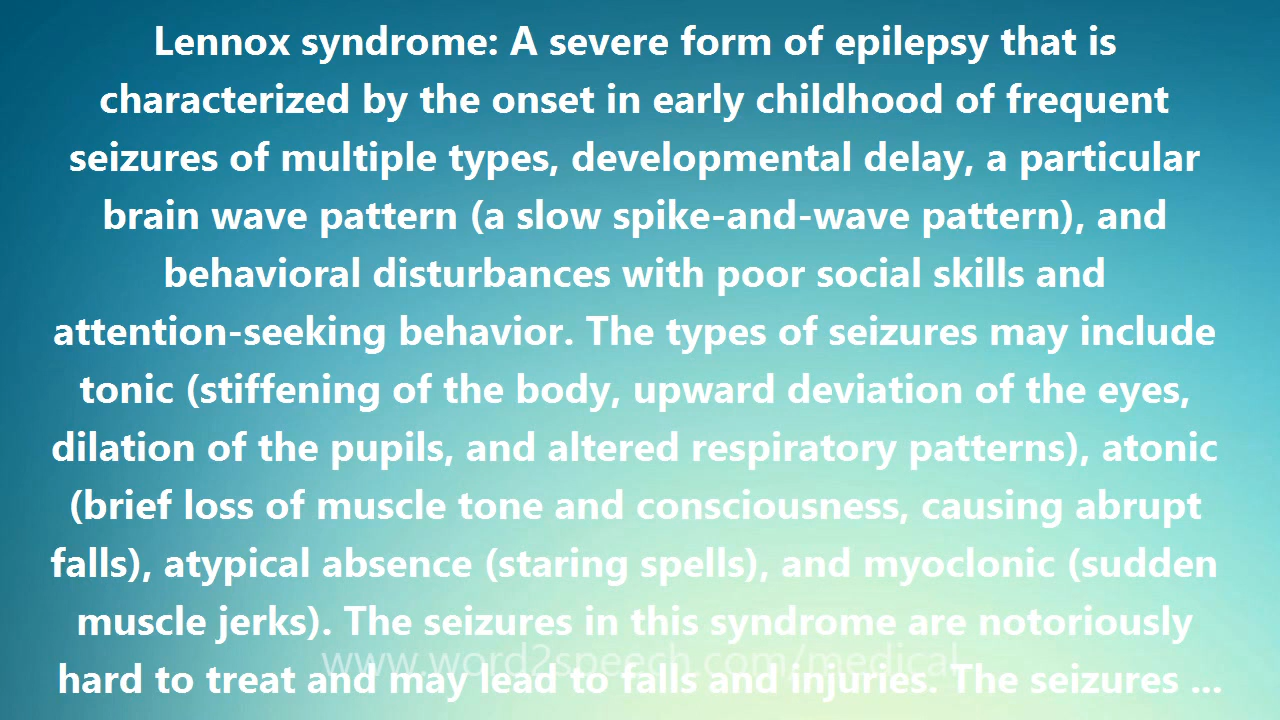 Lennox syndrome: A severe form of epilepsy that is
characterized by the onset in early childhood of frequent
seizures of multiple types, developmental delay, a particular
brain wave pattern (a slow spike-and-wave pattern), and
behavioral disturbances with poor social skills and
attention-seeking behavior. The types of seizures may include
tonic (stiffening of the body, upward deviation of the eyes,
dilation of the pupils, and altered respiratory patterns), atonic
(brief loss of muscle tone and consciousness, causing abrupt
falls), atypical absence (staring spells), and myoclonic (sudden
muscle jerks). The seizures in this syndrome are notoriously
www.word2speech.com/medical
hard to treat and may lead to falls and injuries. The seizures ...